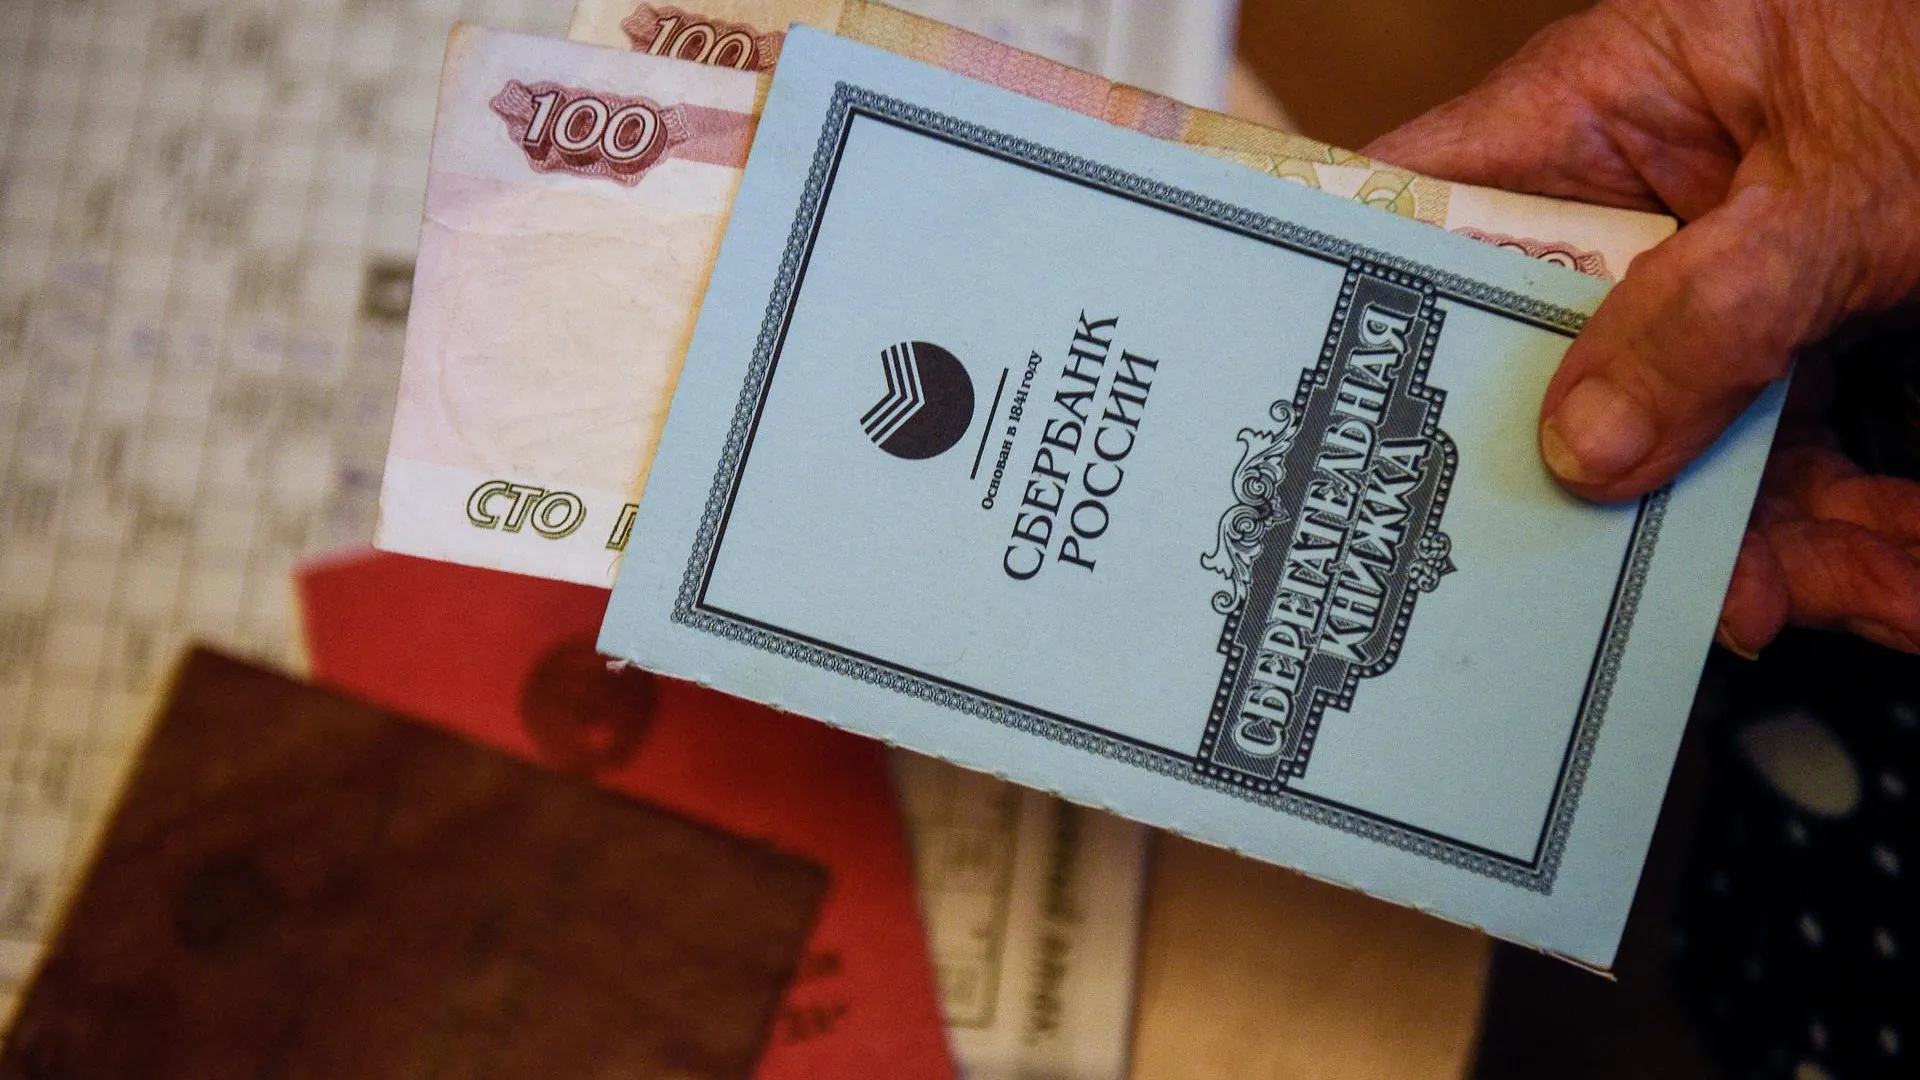 100
100
СТО
Основан в 1841 году
СБЕРБАНК
РОССИИ
СБЕРЕГАТЕЛЬНАЯ
КНИЖКА